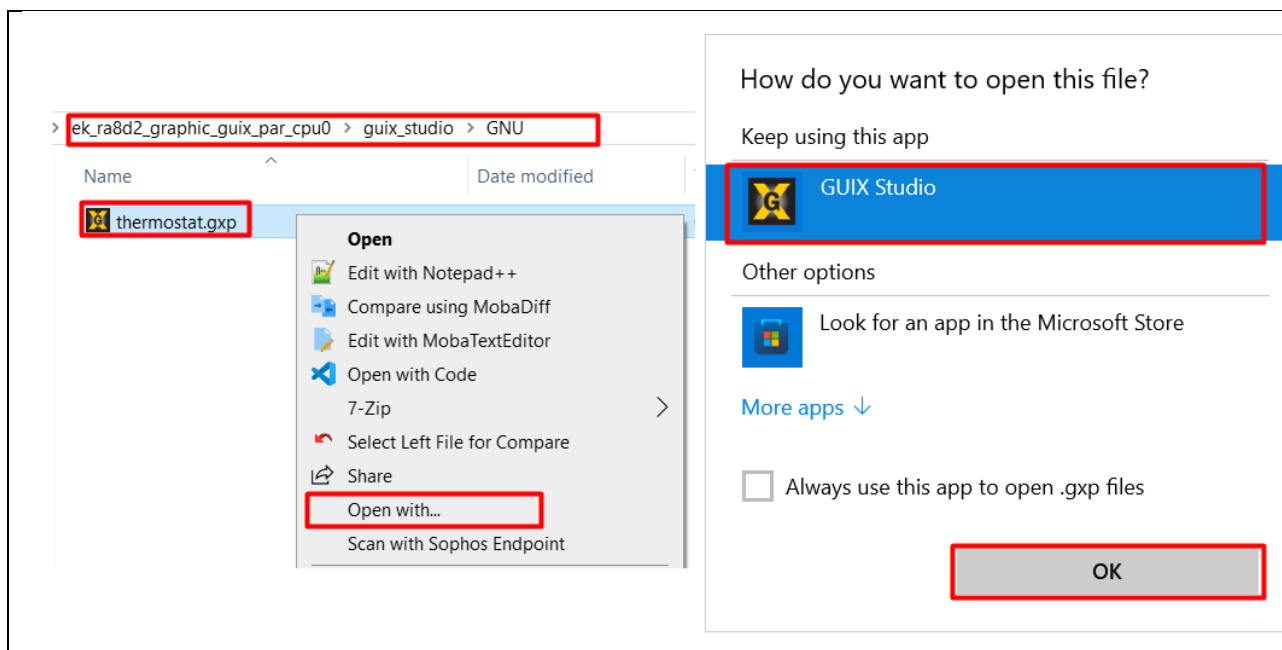 ek_ra8d2_graphic_guix_par_cpu0 > guix_studio > GNU
Name Date modified
thermostat.gxp
Open
Edit with Notepad++
Compare using MobaDiff
Edit with MobaTextEditor
Open with Code
7-Zip
Select Left File for Compare
Share
Open with...
Scan with Sophos Endpoint
How do you want to open this file?
Keep using this app
GUIX Studio
Other options
Look for an app in the Microsoft Store
More apps ↓
Always use this app to open .gxp files
OK